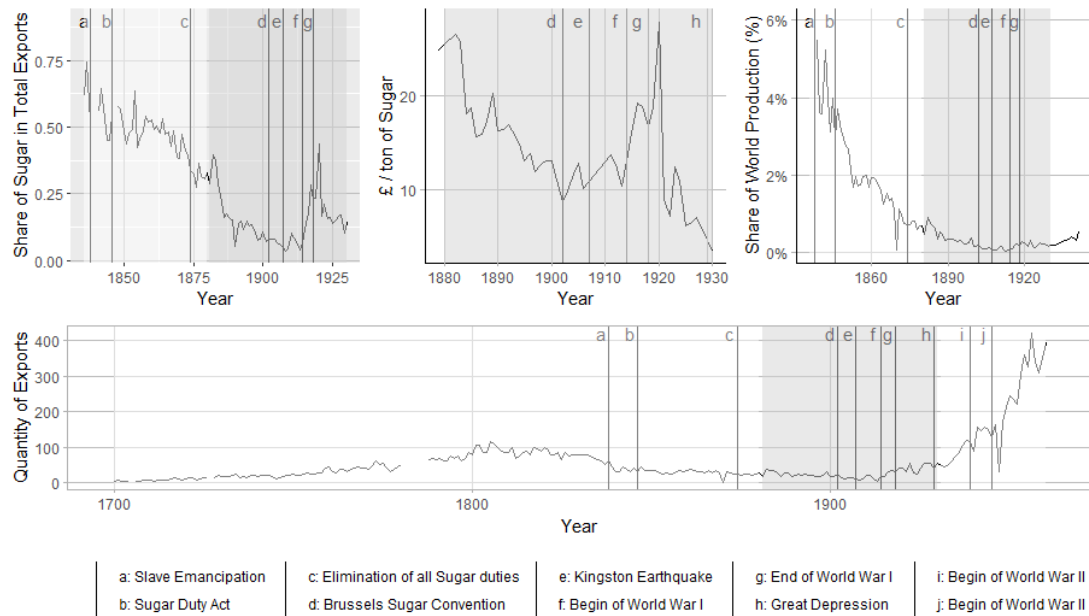 a b c d e f g
0.75
0.50
0.25
0.00
1850 1875 1900 1925
Year
Share of Sugar in Total Exports
d e f g h
20
10
1880 1890 1900 1910 1920 1930
Year
£ / ton of Sugar
a b c d e f g
6%
4%
2%
0%
1860 1920
Year
Share of World Production (%)
a b c d e f g h i j
400
300
200
100
0
1700 1800 1900
Year
Quantity of Exports
a: Slave Emancipation c: Elimination of all Sugar duties e: Kingston Earthquake g: End of World War I i: Begin of World War II
b: Sugar Duty Act d: Brussels Sugar Convention f: Begin of World War I h: Great Depression j: Begin of World War II